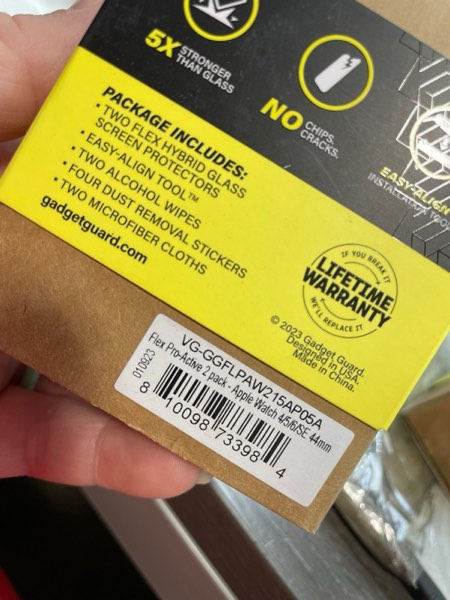 5X STRONGER
THAN GLASS
NO CHIPS.
CRACKS.
EASY-ALIGN
INSTALLATION TOOL
PACKAGE INCLUDES:
• TWO FLEX HYBRID GLASS
SCREEN PROTECTORS
• EASY-ALIGN TOOL™
• TWO ALCOHOL WIPES
• FOUR DUST REMOVAL STICKERS
• TWO MICROFIBER CLOTHS
gadgetguard.com
IF YOU BREAK IT
LIFETIME
WARRANTY
WE'LL REPLACE IT
© 2023 Gadget Guard.
Designed in USA.
Made in China.
VG-GGFLPAW215AP05A
Flex Pro-Active 2 pack - Apple Watch 4/5/6/SE 44mm
010923
8 10098 73398 4